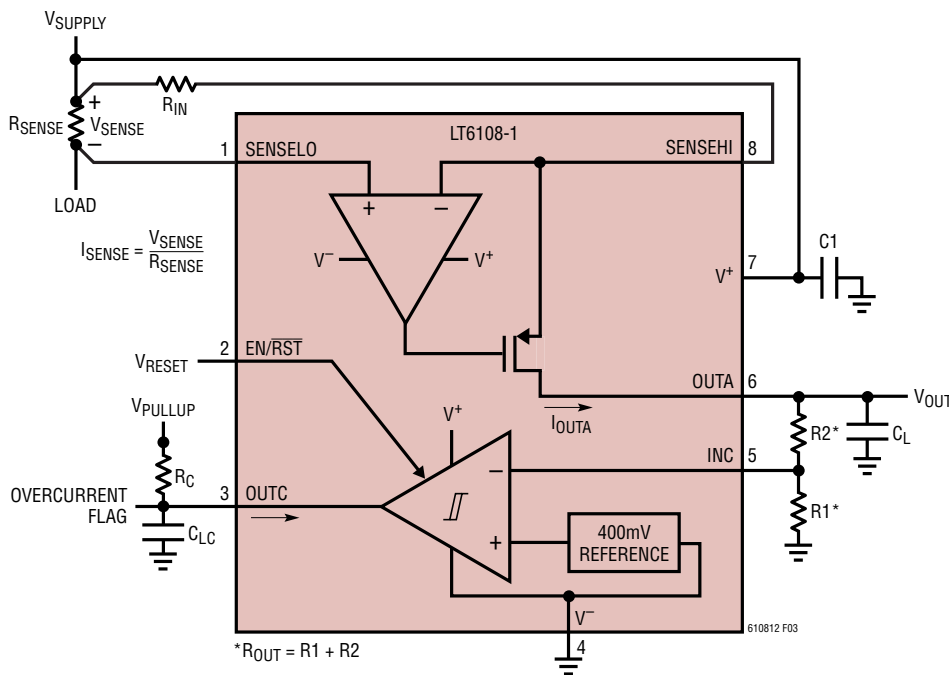 VSUPPLY
RIN
RSENSE
+
VSENSE
–
LOAD
ISENSE = VSENSE
RSENSE
LT6108-1
1
SENSELO
SENSEHI
8
+
–
V–
V+
V+
7
C1
VRESET
2
EN/RST
VPULLUP
RC
OVERCURRENT
FLAG
3
OUTC
CLC
V+
IOUTA
OUTA
6
VOUT
R2*
CL
INC
5
R1*
–
+
400mV
REFERENCE
V–
4
*ROUT = R1 + R2
610812 F03